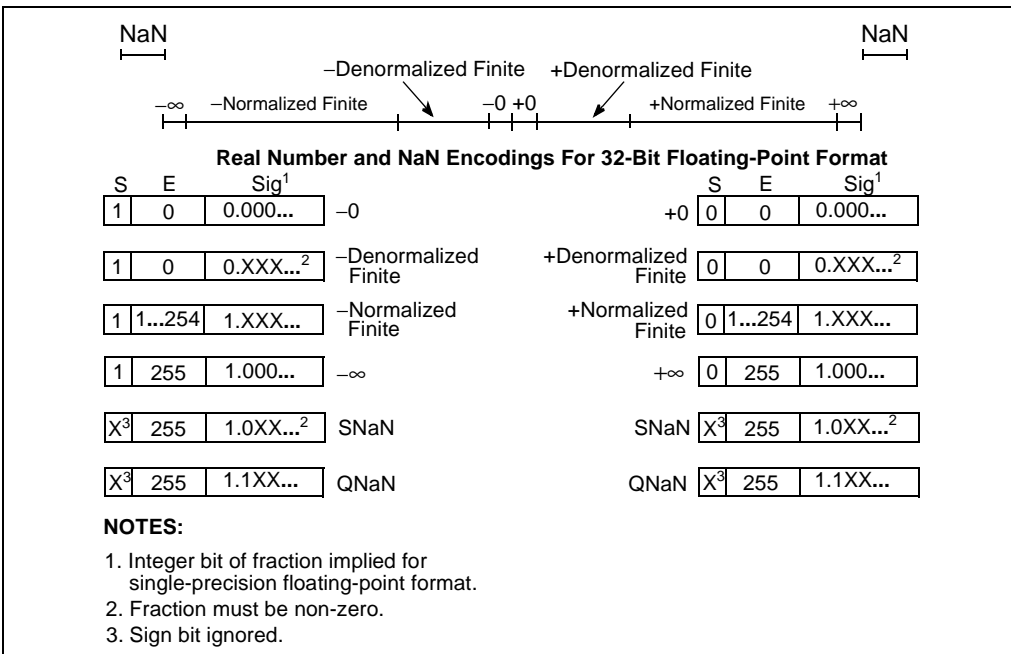 NaN NaN
−Denormalized Finite +Denormalized Finite
−∞ −Normalized Finite −0 +0 +Normalized Finite +∞
Real Number and NaN Encodings For 32-Bit Floating-Point Format
S E Sig1 S E Sig1
1 0 0.000... −0 +0 0 0 0.000...
1 0 0.XXX...2 −Denormalized Finite +Denormalized Finite 0 0 0.XXX...2
1 1...254 1.XXX... −Normalized Finite +Normalized Finite 0 1...254 1.XXX...
1 255 1.000... −∞ +∞ 0 255 1.000...
X3 255 1.0XX...2 SNaN SNaN X3 255 1.0XX...2
X3 255 1.1XX... QNaN QNaN X3 255 1.1XX...
NOTES:
1. Integer bit of fraction implied for
single-precision floating-point format.
2. Fraction must be non-zero.
3. Sign bit ignored.